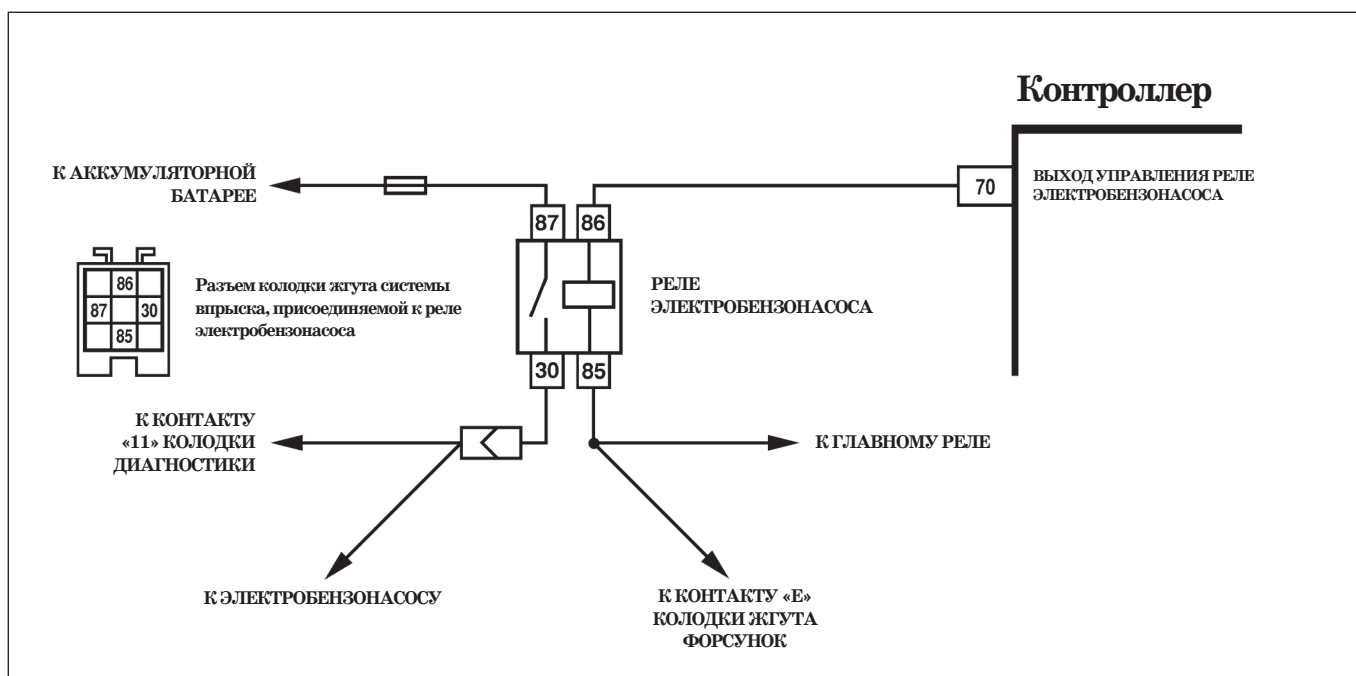 Контроллер
К АККУМУЛЯТОРНОЙ
БАТАРЕЕ
70
ВЫХОД УПРАВЛЕНИЯ РЕЛЕ
ЭЛЕКТРОБЕНЗОНАСОСА
87
86
86
87
30
85
Разъем колодки жгута системы
впрыска, присоединяемой к реле
электробензонасоса
РЕЛЕ
ЭЛЕКТРОБЕНЗОНАСОСА
30
85
К КОНТАКТУ
«11» КОЛОДКИ
ДИАГНОСТИКИ
К ГЛАВНОМУ РЕЛЕ
К ЭЛЕКТРОБЕНЗОНАСОСУ
К КОНТАКТУ «Е»
КОЛОДКИ ЖГУТА
ФОРСУНОК